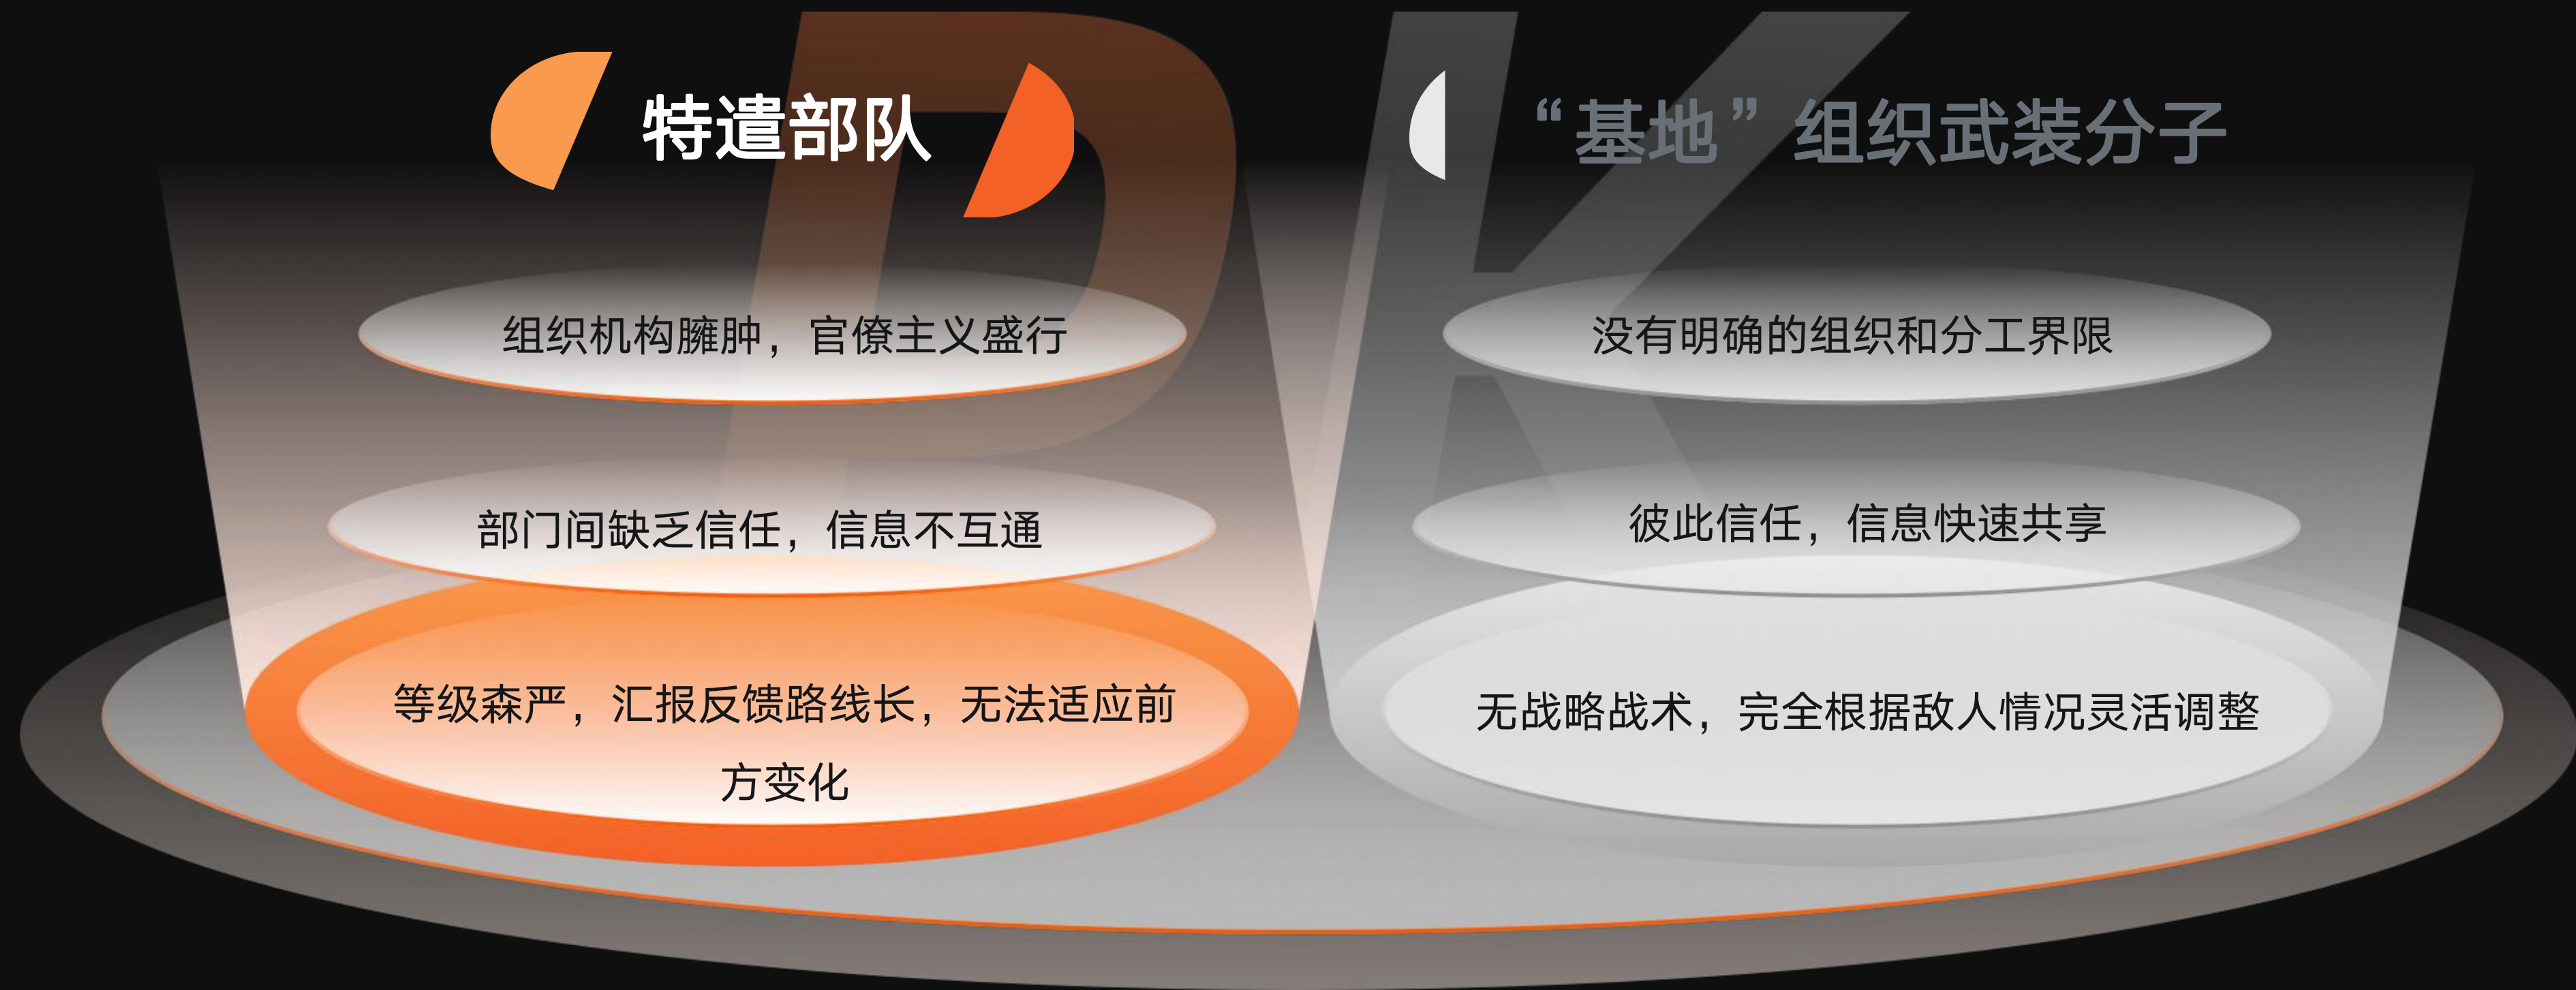 PK
特遣部队
“基地”组织武装分子
组织机构臃肿，官僚主义盛行
没有明确的组织和分工界限
部门间缺乏信任，信息不互通
彼此信任，信息快速共享
等级森严，汇报反馈路线长，无法适应前
方变化
无战略战术，完全根据敌人情况灵活调整